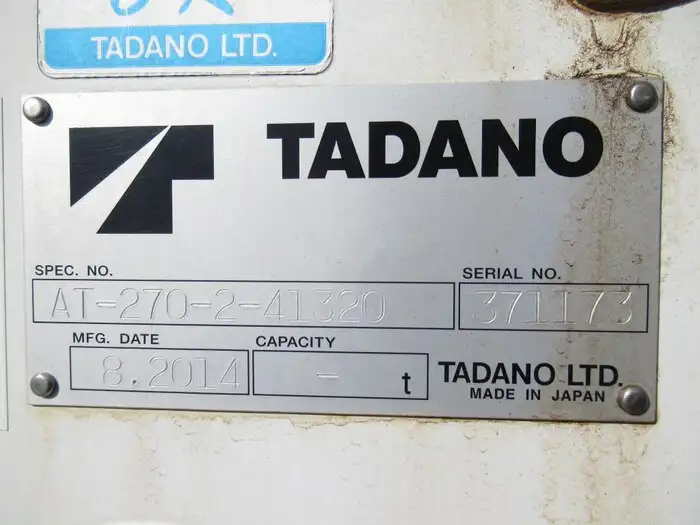 TADANO LTD.
TADANO
SPEC. NO.
SERIAL NO.
AT-270-2-41320
371173
MFG. DATE
CAPACITY
8.2014
- t
TADANO LTD.
MADE IN JAPAN